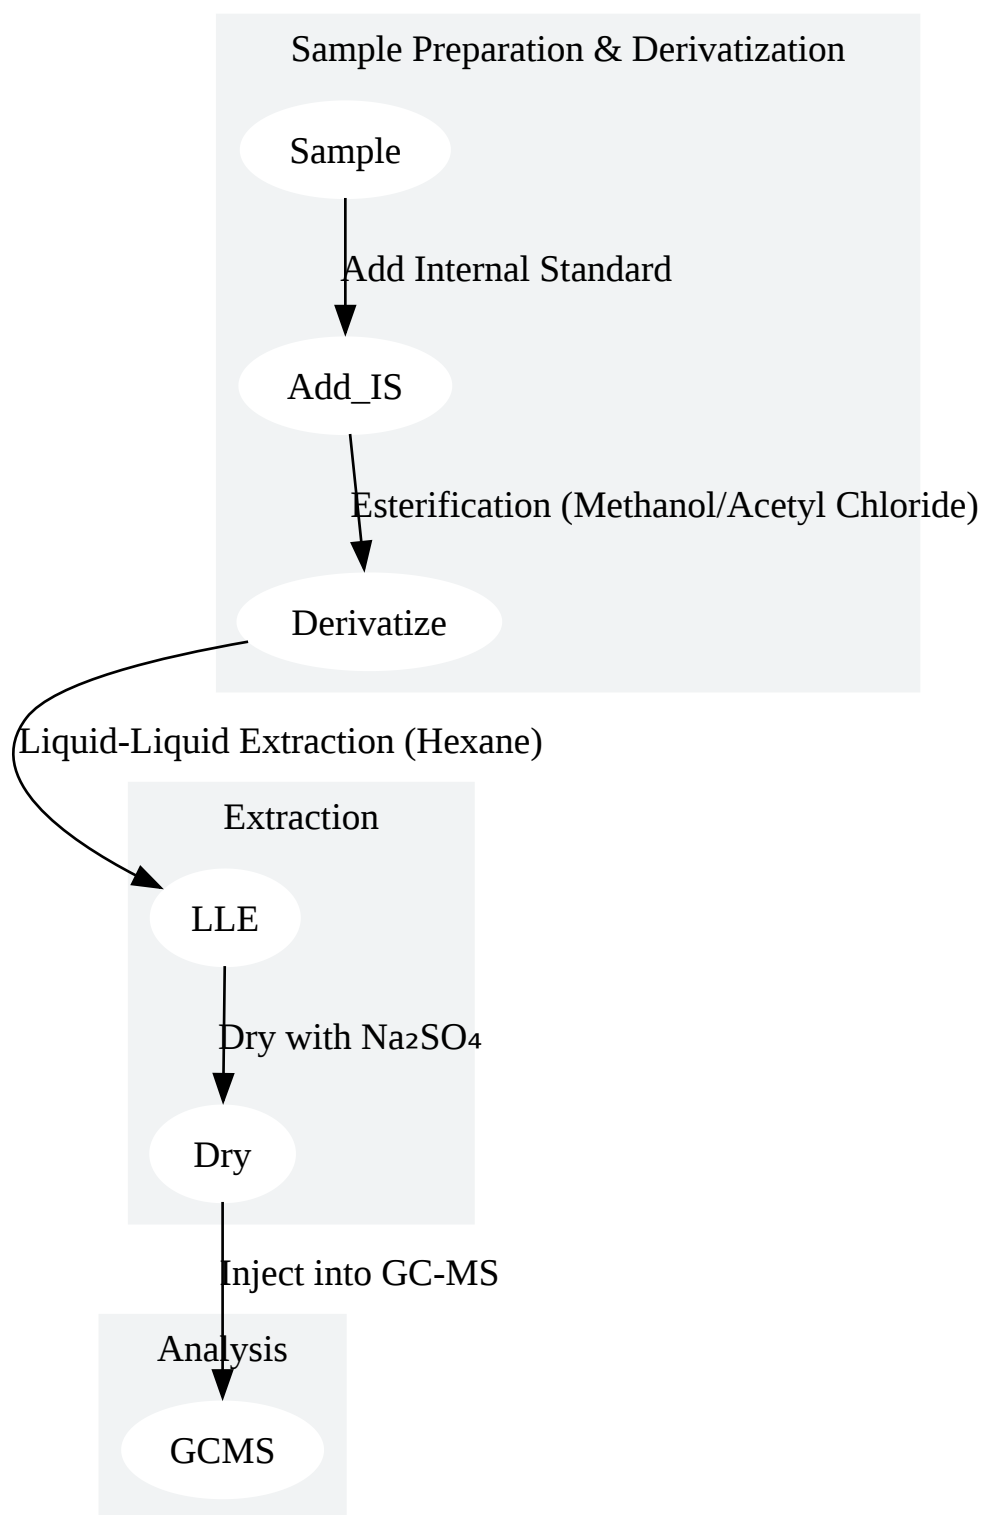 Sample Preparation & Derivatization
Sample
Add Internal Standard
Add_IS
Esterification (Methanol/Acetyl Chloride)
Derivatize
Liquid-Liquid Extraction (Hexane)
Extraction
LLE
Dry with Na₂SO₄
Dry
Inject into GC-MS
Analysis
GCMS